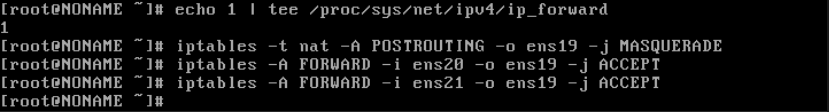 [root@NONAME ~]# echo 1 | tee /proc/sys/net/ipv4/ip_forward
1
[root@NONAME ~]# iptables -t nat -A POSTROUTING -o ens19 -j MASQUERADE
[root@NONAME ~]# iptables -A FORWARD -i ens20 -o ens19 -j ACCEPT
[root@NONAME ~]# iptables -A FORWARD -i ens21 -o ens19 -j ACCEPT
[root@NONAME ~]#